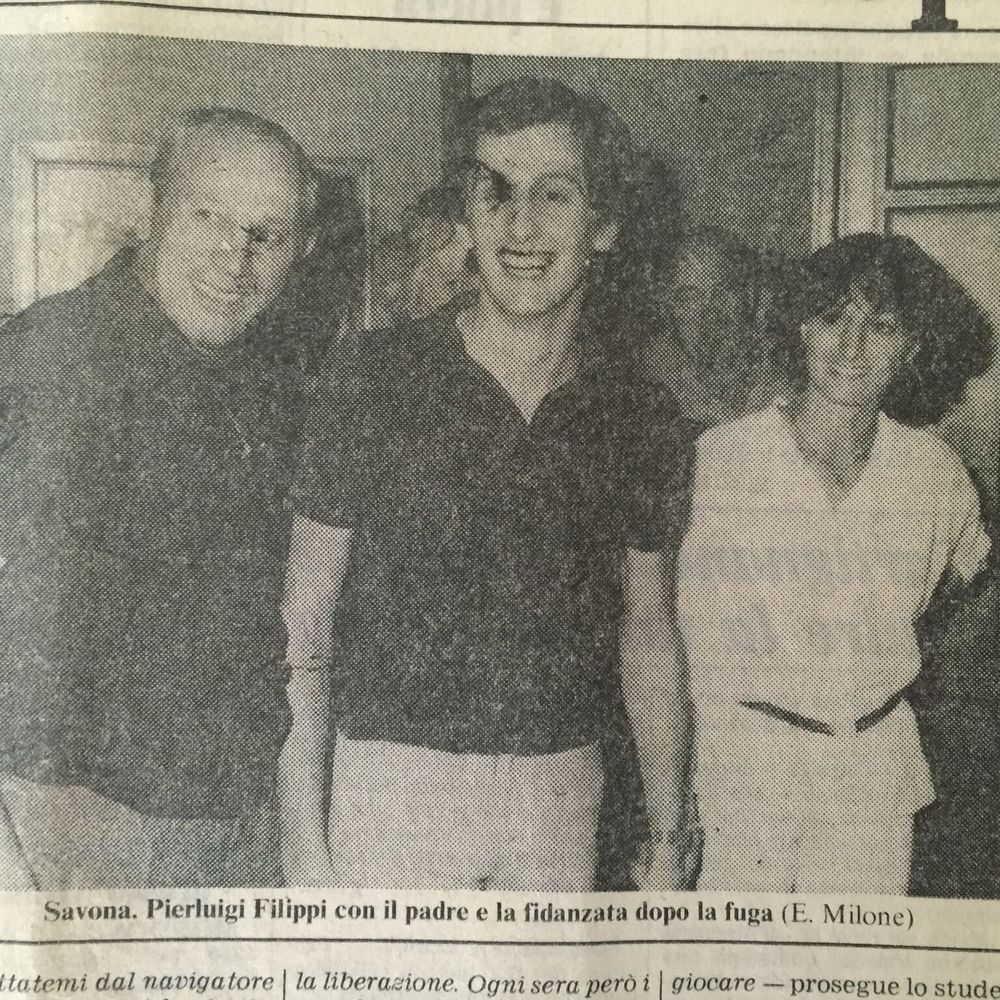 Savona. Pierluigi Filippi con il padre e la fidanzata dopo la fuga (E. Milone)
ttatemi dal navigatore
la liberazione. Ogni sera però i
giocare — prosegue lo stude